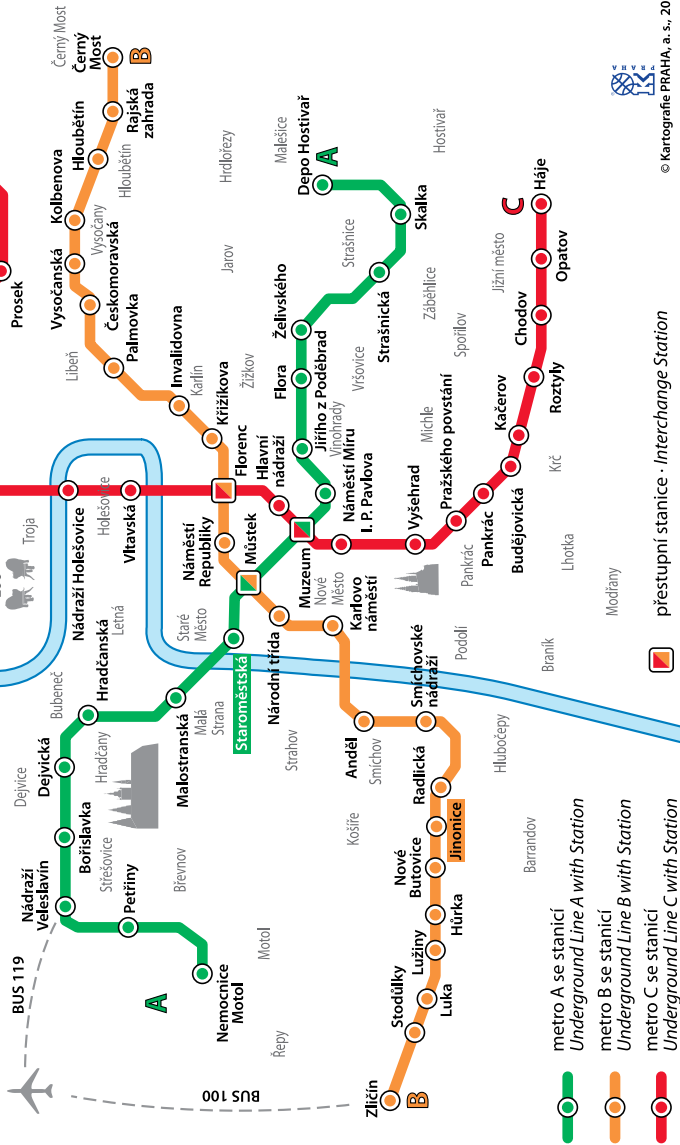 BUS 119
Prosek
Nádraží
Veleslavín
Dejvice
Troja
Bořislavka
Dejvická
Bubeneč
Nádraží Holešovice
Libeň
Vysočanská
Kolbenova
Hloubětín
Černý Most
Černý
Most
Střešovice
Hradčany
Hradčanská
Holešovice
Vysočany
Českomoravská
Hloubětín
Rajská
zahrada
B
Petřiny
Letná
Vltavská
Palmovka
A
Břevnov
Malostranská
Staré
Město
Invalidovna
Karlín
Nemocnice
Motol
Malá
Strana
Náměstí
Republiky
Křižíkova
Jarov
Hrdlořezy
BUS 100
Motol
Staroměstská
Můstek
Florenc
Žižkov
Řepy
Strahov
Národní třída
Hlavní
nádraží
Flora
Želivského
Malešice
Depo Hostivař
A
Muzeum
Nové
Město
Jiřího z Poděbrad
Vinohrady
Košíře
Anděl
Smíchov
Karlovo
náměstí
Náměstí Míru
I. P. Pavlova
Vršovice
Strašnice
Strašnická
Zličín
B
Stodůlky
Lužiny
Nové
Butovice
Radlická
Smíchovské
nádraží
Vyšehrad
Michle
Záběhlice
Skalka
Hostivař
Luka
Hůrka
Jinonice
Podolí
Pankrác
Pražského povstání
Spořilov
Hlubočepy
Pankrác
Kačerov
Chodov
Jižní město
C
Barrandov
Braník
Budějovická
Krč
Roztyly
Opatov
Háje
Lhotka
Modřany
metro A se stanicí
Underground Line A with Station
metro B se stanicí
Underground Line B with Station
metro C se stanicí
Underground Line C with Station
přestupní stanice · Interchange Station
© Kartografie PRAHA, a. s., 20